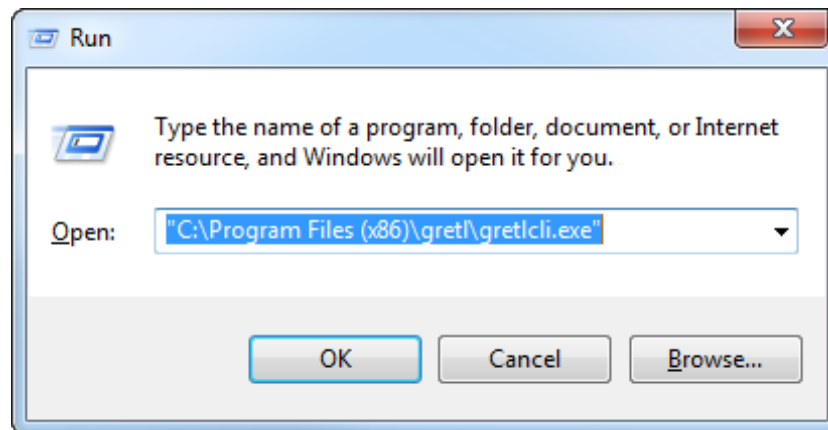 Run
Type the name of a program, folder, document, or Internet
resource, and Windows will open it for you.
Open: "C:\Program Files (x86)\gretl\gretlcli.exe"
OK Cancel Browse...